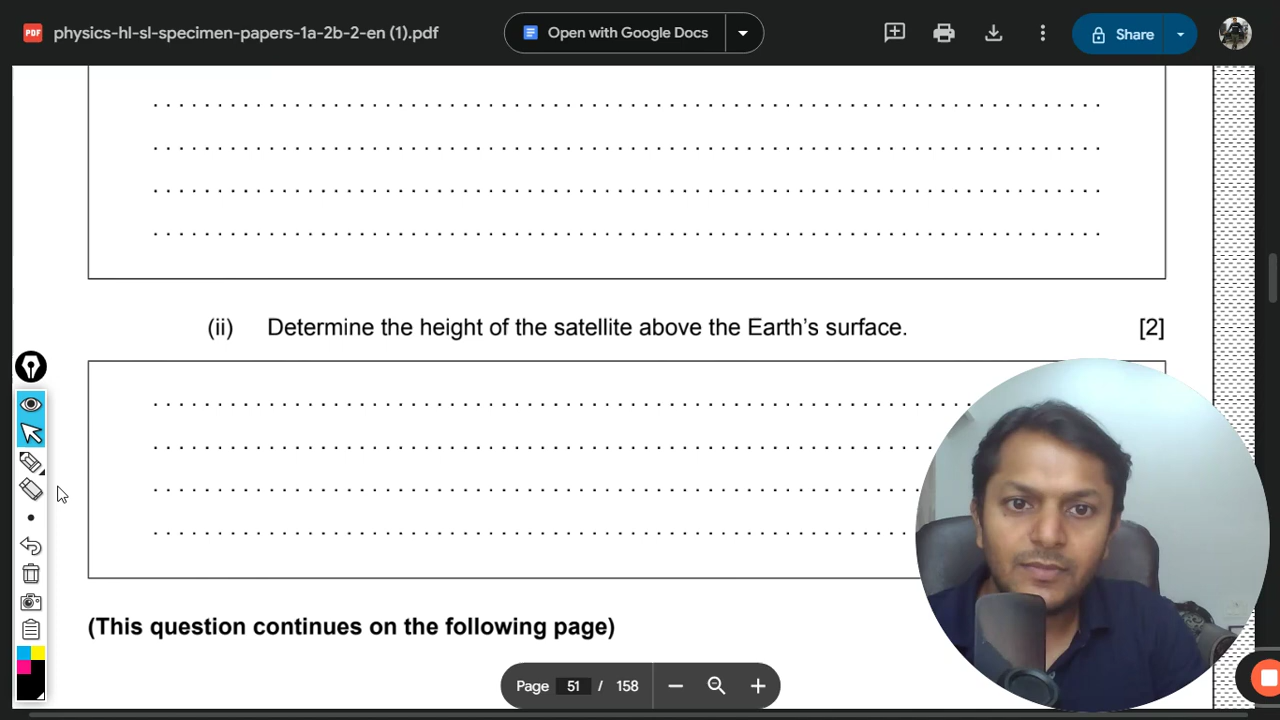 PDF physics-hl-sl-specimen-papers-1a-2b-2-en (1).pdf
Open with Google Docs
Share
(ii) Determine the height of the satellite above the Earth's surface. [2]
(This question continues on the following page)
Page 51 / 158